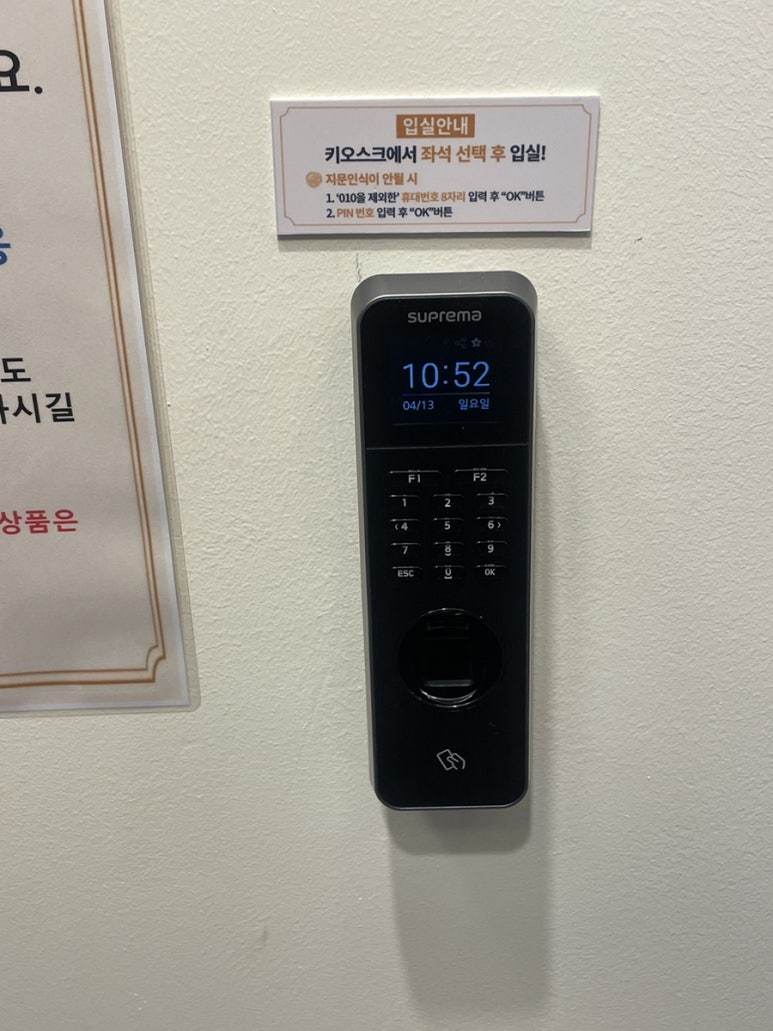 요.
응
도
하시길
상품은
입실안내
키오스크에서 좌석 선택 후 입실!
지문인식이 안될 시
1. '010을 제외한' 휴대번호 8자리 입력 후 “OK”버튼
2. PIN 번호 입력 후 “OK”버튼
suprema
10:52
04/13 일요일
F1 F2
1 2 3
‹4 5 6›
7 8 9
ESC 0 OK